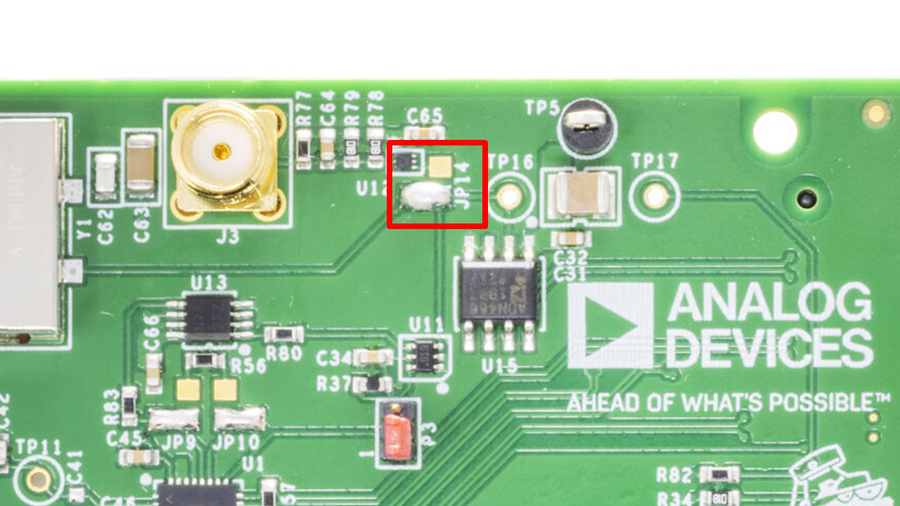 R77
C64
R79
R78
C65
TP5
TP16
TP17
U12
JP14
Y1
C62
C63
J3
C32
C31
U13
ANALOG
DEVICES
C66
R56
R80
U11
C34
R37
U15
AHEAD OF WHAT'S POSSIBLE™
R83
C45
JP9
JP10
P3
1
C42
TP11
C41
U1
C46
R82
R34